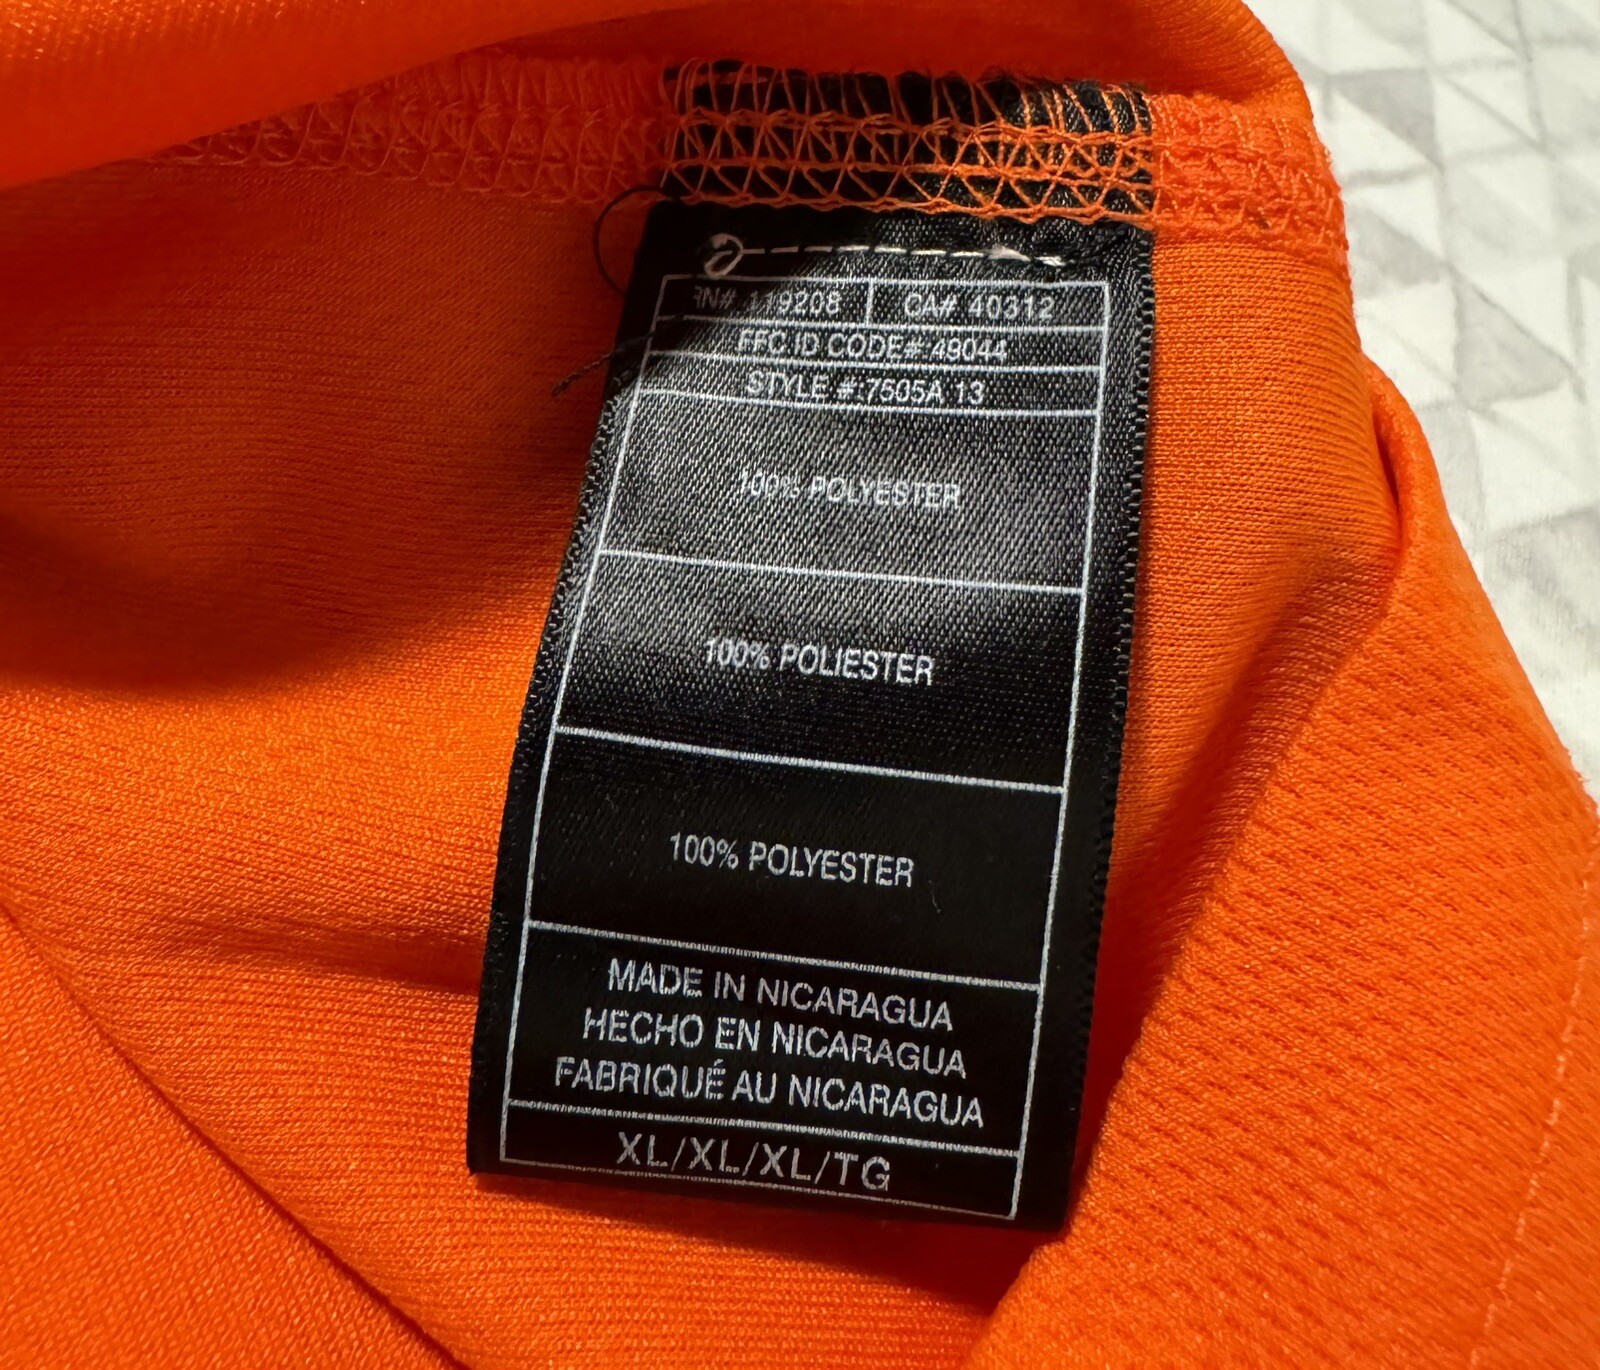 RN# 119208 CA# 40312
FFC ID CODE# 49044
STYLE #:7505A 13
100% POLYESTER
100% POLIESTER
100% POLYESTER
MADE IN NICARAGUA
HECHO EN NICARAGUA
FABRIQUÉ AU NICARAGUA
XL/XL/XL/TG